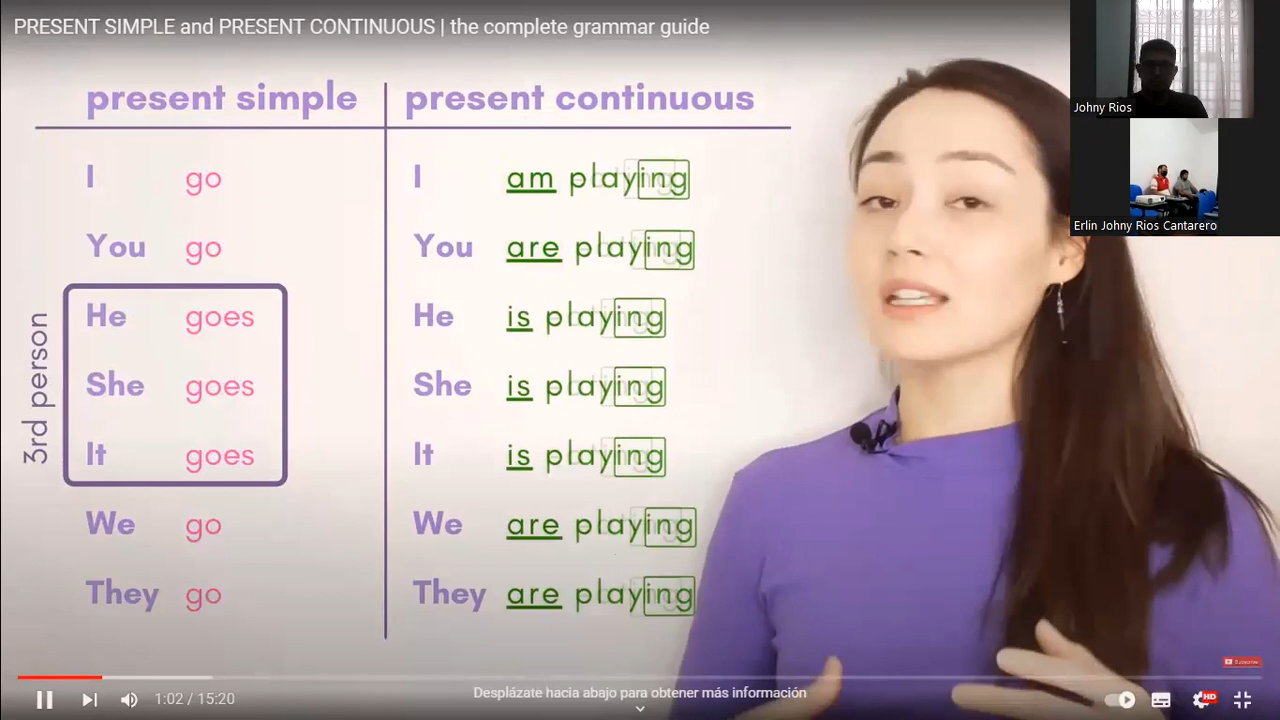 PRESENT SIMPLE and PRESENT CONTINUOUS | the complete grammar guide
Johny Rios
Erlin Johny Rios Cantarero
present simple present continuous
I go I am playing
You go You are playing
3rd person
He goes He is playing
She goes She is playing
It goes It is playing
We go We are playing
They go They are playing
Subscribe
1:02 / 15:20
Desplázate hacia abajo para obtener más información
HD